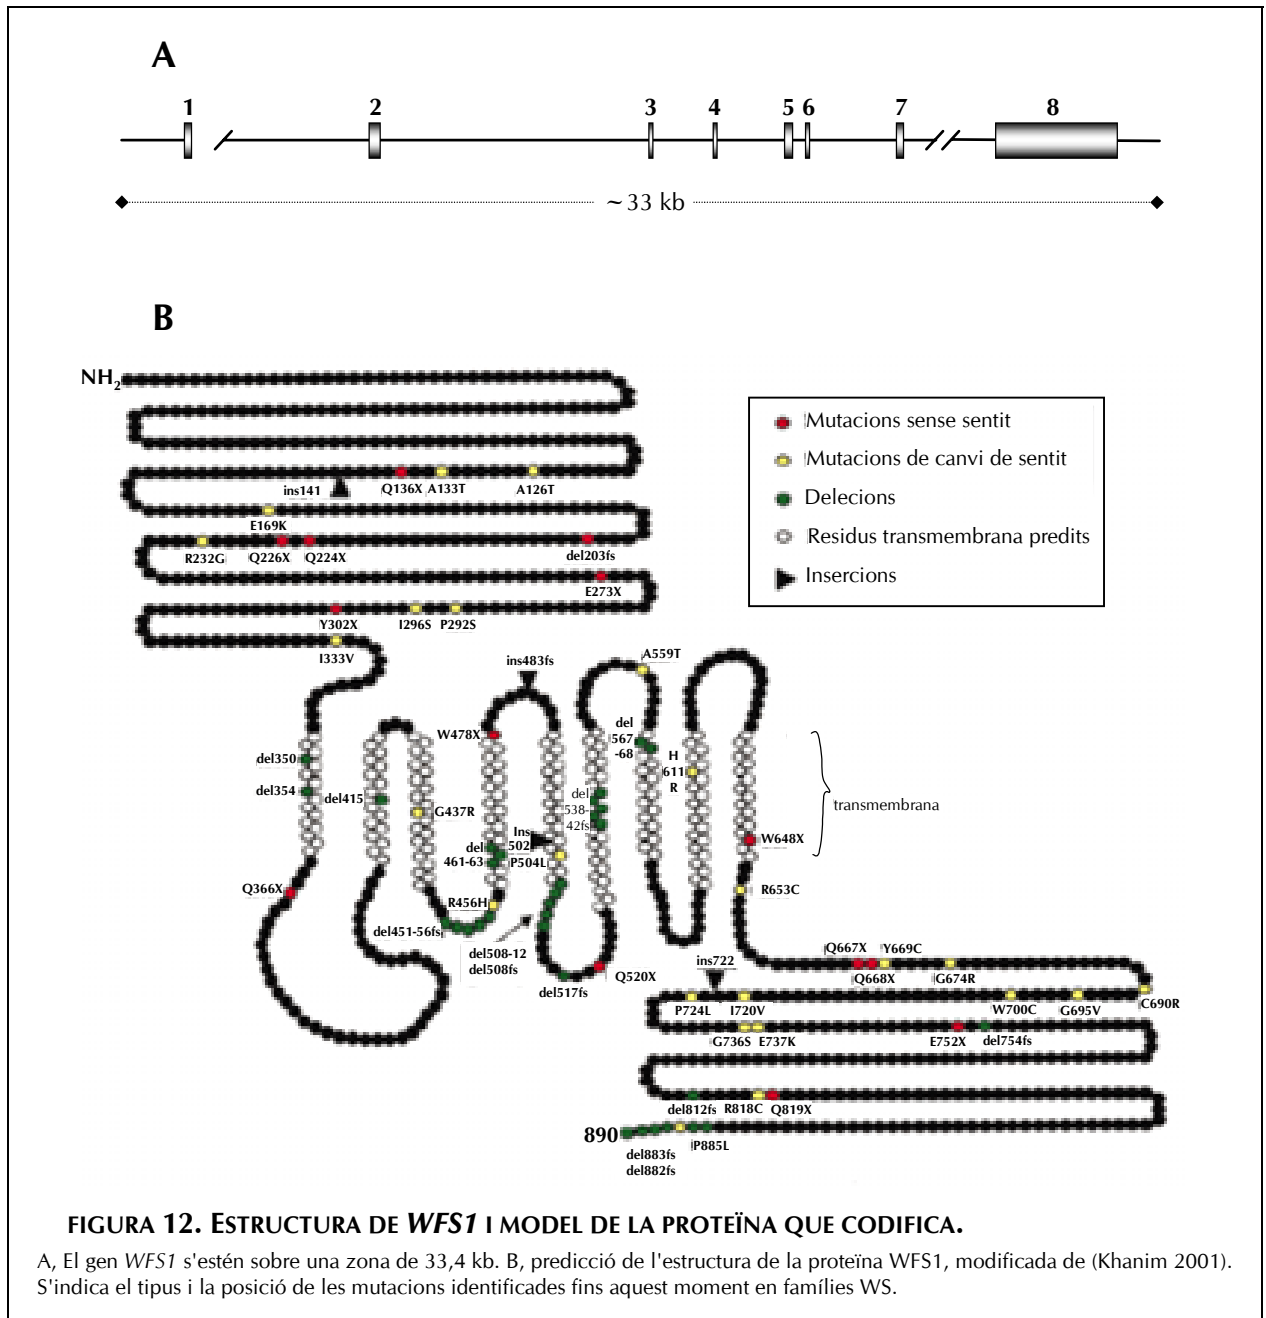 A
1 2 3 4 5 6 7 8
~33 kb
B
NH2
Mutacions sense sentit
Mutacions de canvi de sentit
Delecions
Residus transmembrana predits
Insercions
ins141 Q136X A133T A126T
E169K
R232G Q226X Q224X del203fs
E273X
Y302X I296S P292S
I333V
ins483fs
A559T
W478X
del
567
-68
del350
del354
del415
G437R
H
611
R
del
538-
42fs
transmembrana
Ins
502
P504L
del
461-63
W648X
Q366X
R456H
R653C
del451-56fs
del508-12
del508fs
del517fs
Q520X
ins722
Q667X Y669C
Q668X G674R
C690R
P724L I720V W700C G695V
G736S E737K E752X del754fs
del812fs R818C Q819X
890
P885L
del883fs
del882fs
FIGURA 12. ESTRUCTURA DE WFS1 I MODEL DE LA PROTEÏNA QUE CODIFICA.
A, El gen WFS1 s'estén sobre una zona de 33,4 kb. B, predicció de l'estructura de la proteïna WFS1, modificada de (Khanim 2001).
S'indica el tipus i la posició de les mutacions identificades fins aquest moment en famílies WS.